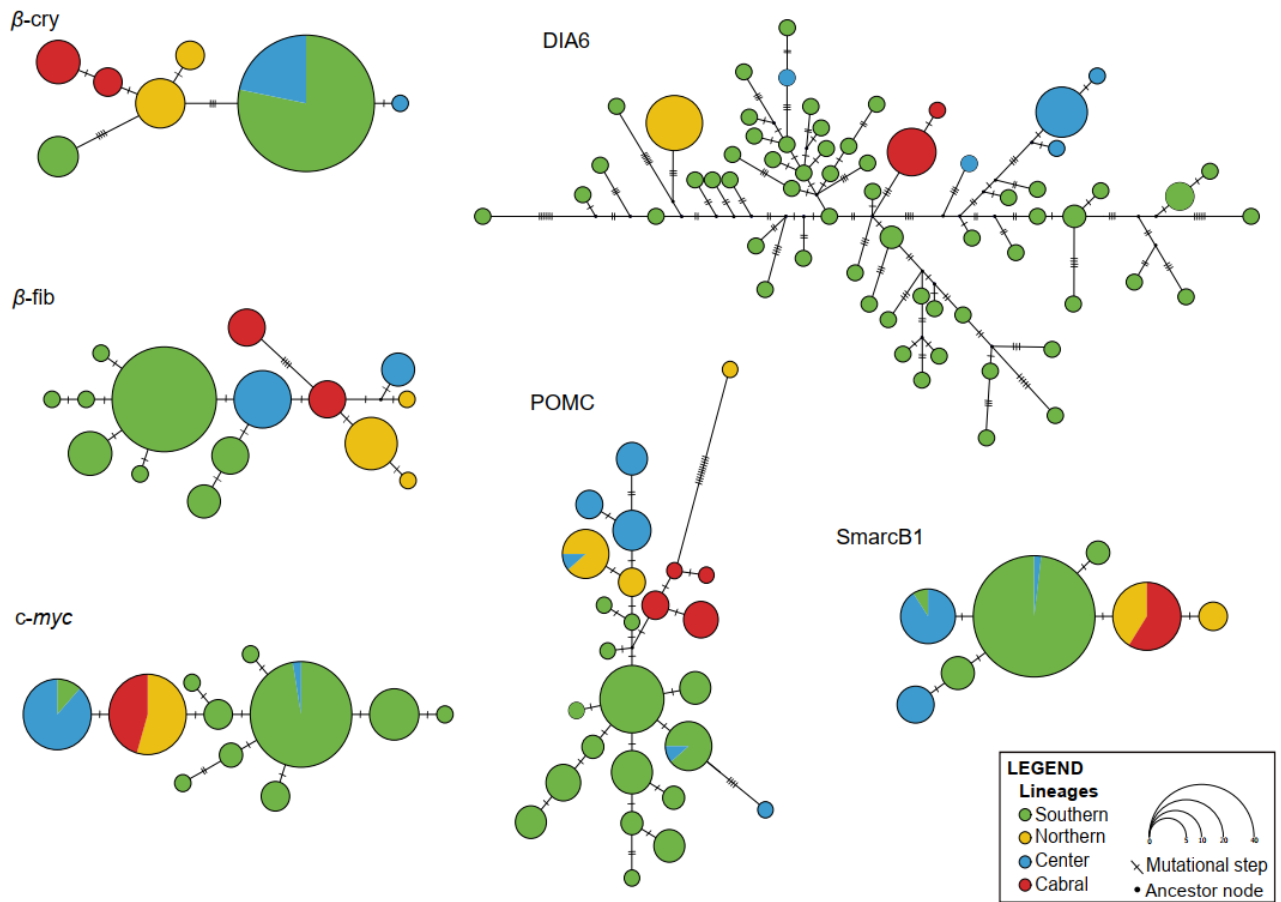 β-cry
DIA6
β-fib
POMC
SmarcB1
c-myc
LEGEND
Lineages
Southern
Northern
Center
Cabral
0 5 10 20 40
Mutational step
Ancestor node